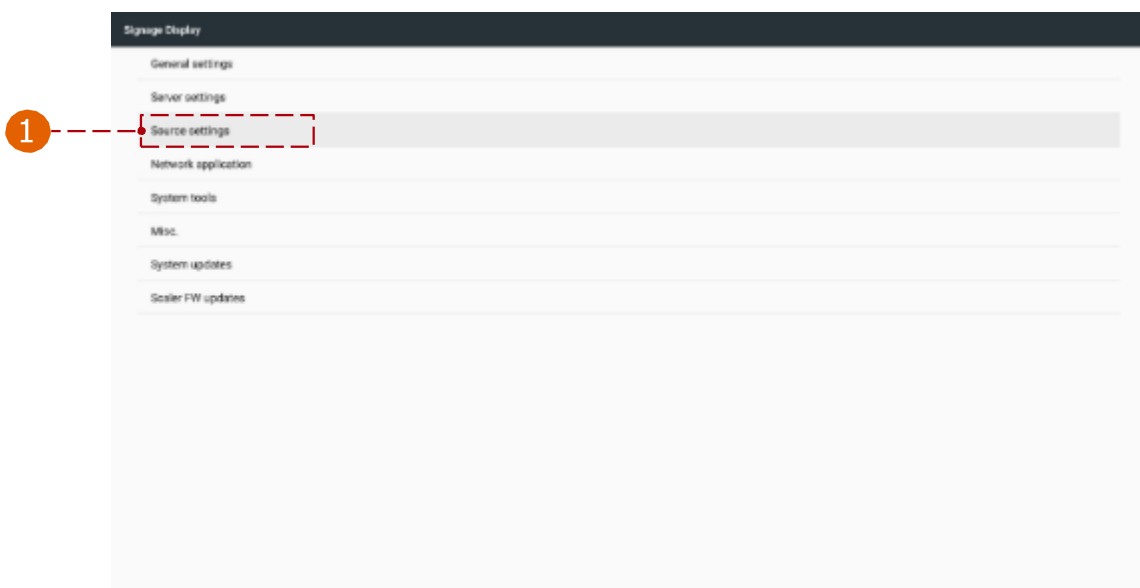 Signage Display
General settings
Server settings
1
Source settings
Network application
System tools
Misc.
System updates
Scaler FW updates